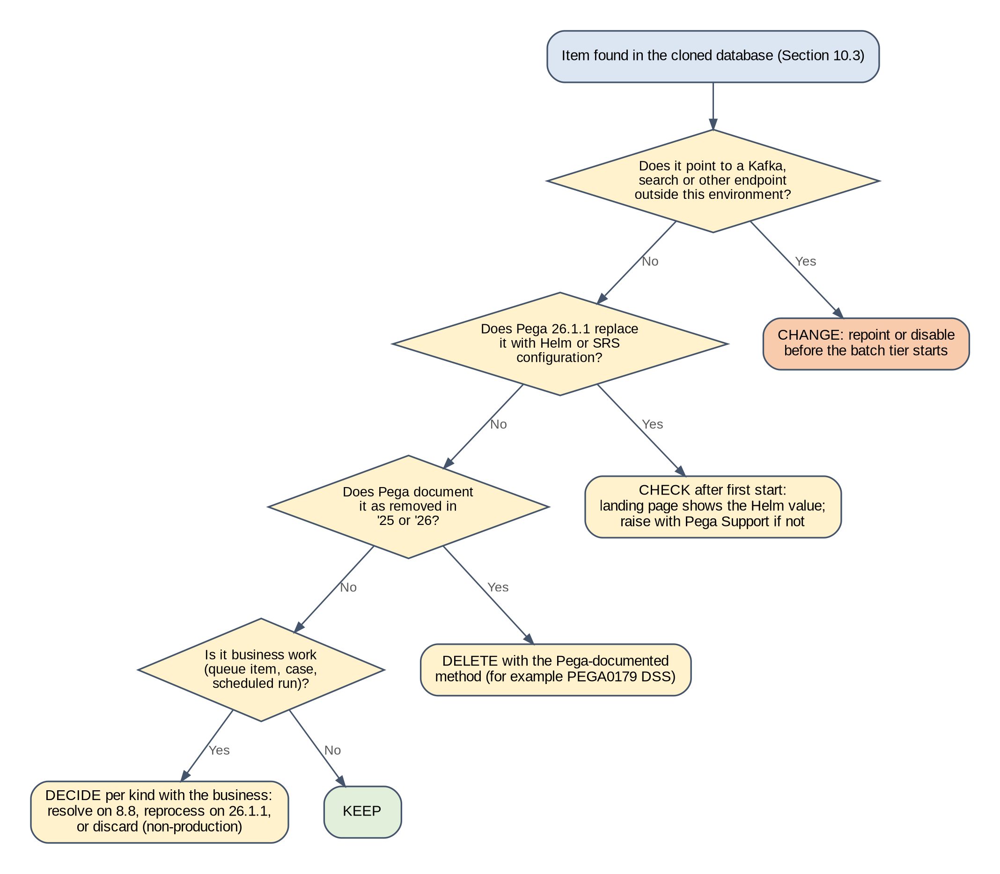 Item found in the cloned database (Section 10.3)
Does it point to a Kafka,
search or other endpoint
outside this environment?
No
Yes
Does Pega 26.1.1 replace
it with Helm or SRS
configuration?
CHANGE: repoint or disable
before the batch tier starts
No
Yes
Does Pega document
it as removed in
'25 or '26?
CHECK after first start:
landing page shows the Helm value;
raise with Pega Support if not
No
Yes
Is it business work
(queue item, case,
scheduled run)?
DELETE with the Pega-documented
method (for example PEGA0179 DSS)
Yes
No
DECIDE per kind with the business:
resolve on 8.8, reprocess on 26.1.1,
or discard (non-production)
KEEP